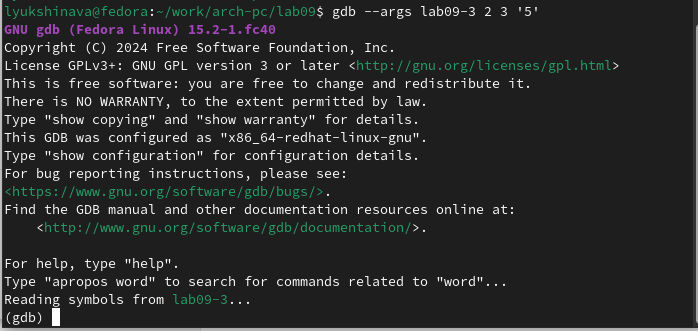 lyukshinava@fedora:~/work/arch-pc/lab09$ gdb --args lab09-3 2 3 '5'
GNU gdb (Fedora Linux) 15.2-1.fc40
Copyright (C) 2024 Free Software Foundation, Inc.
License GPLv3+: GNU GPL version 3 or later <http://gnu.org/licenses/gpl.html>
This is free software: you are free to change and redistribute it.
There is NO WARRANTY, to the extent permitted by law.
Type "show copying" and "show warranty" for details.
This GDB was configured as "x86_64-redhat-linux-gnu".
Type "show configuration" for configuration details.
For bug reporting instructions, please see:
<https://www.gnu.org/software/gdb/bugs/>.
Find the GDB manual and other documentation resources online at:
    <http://www.gnu.org/software/gdb/documentation/>.

For help, type "help".
Type "apropos word" to search for commands related to "word"...
Reading symbols from lab09-3...
(gdb)